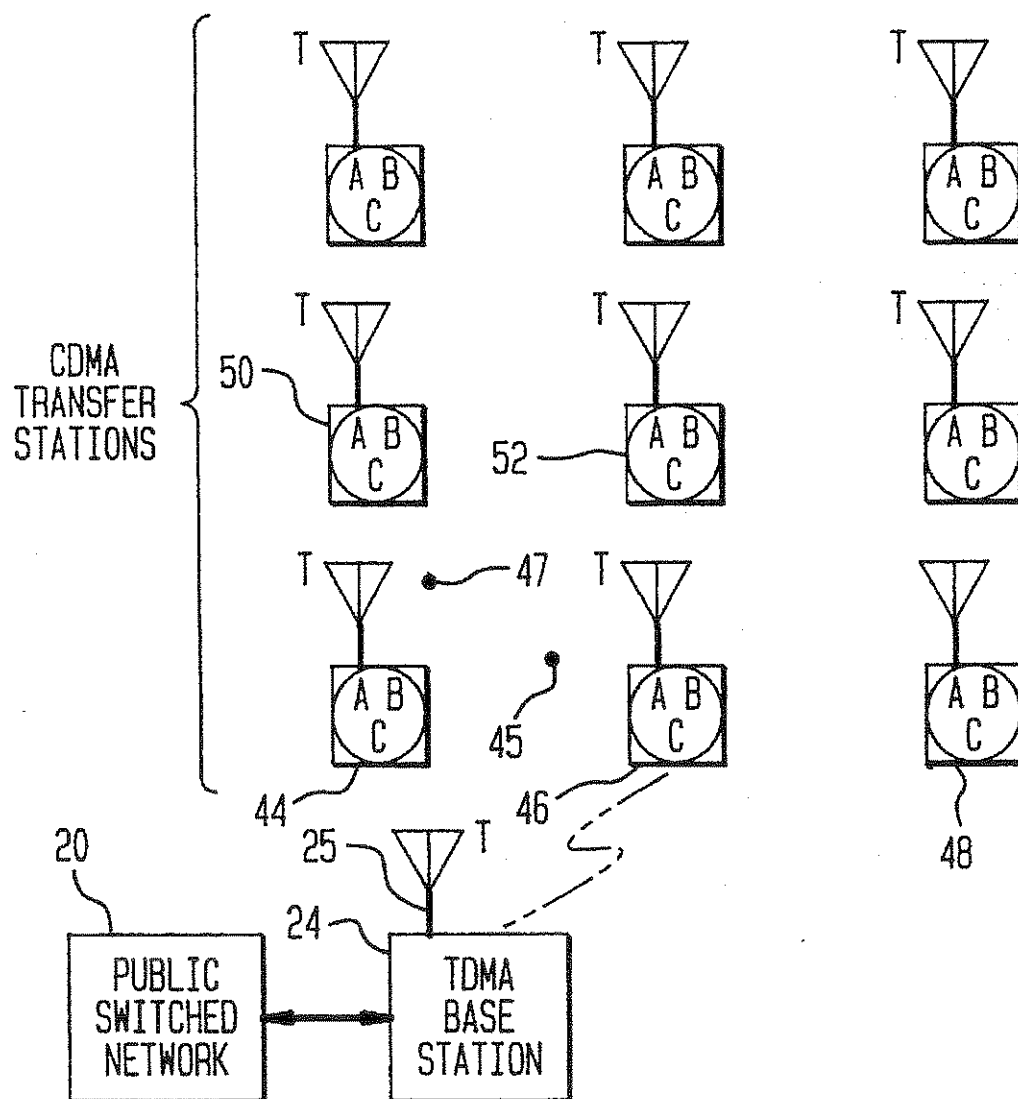 T T T
A B A B A B
C C C
T T
CDMA
TRANSFER
STATIONS
50
A B A B A B
C 52 C C
T 47 T
A B A B A B
C 45 C C
44 46 48
20 25 T
24
PUBLIC
SWITCHED
NETWORK
TDMA
BASE
STATION